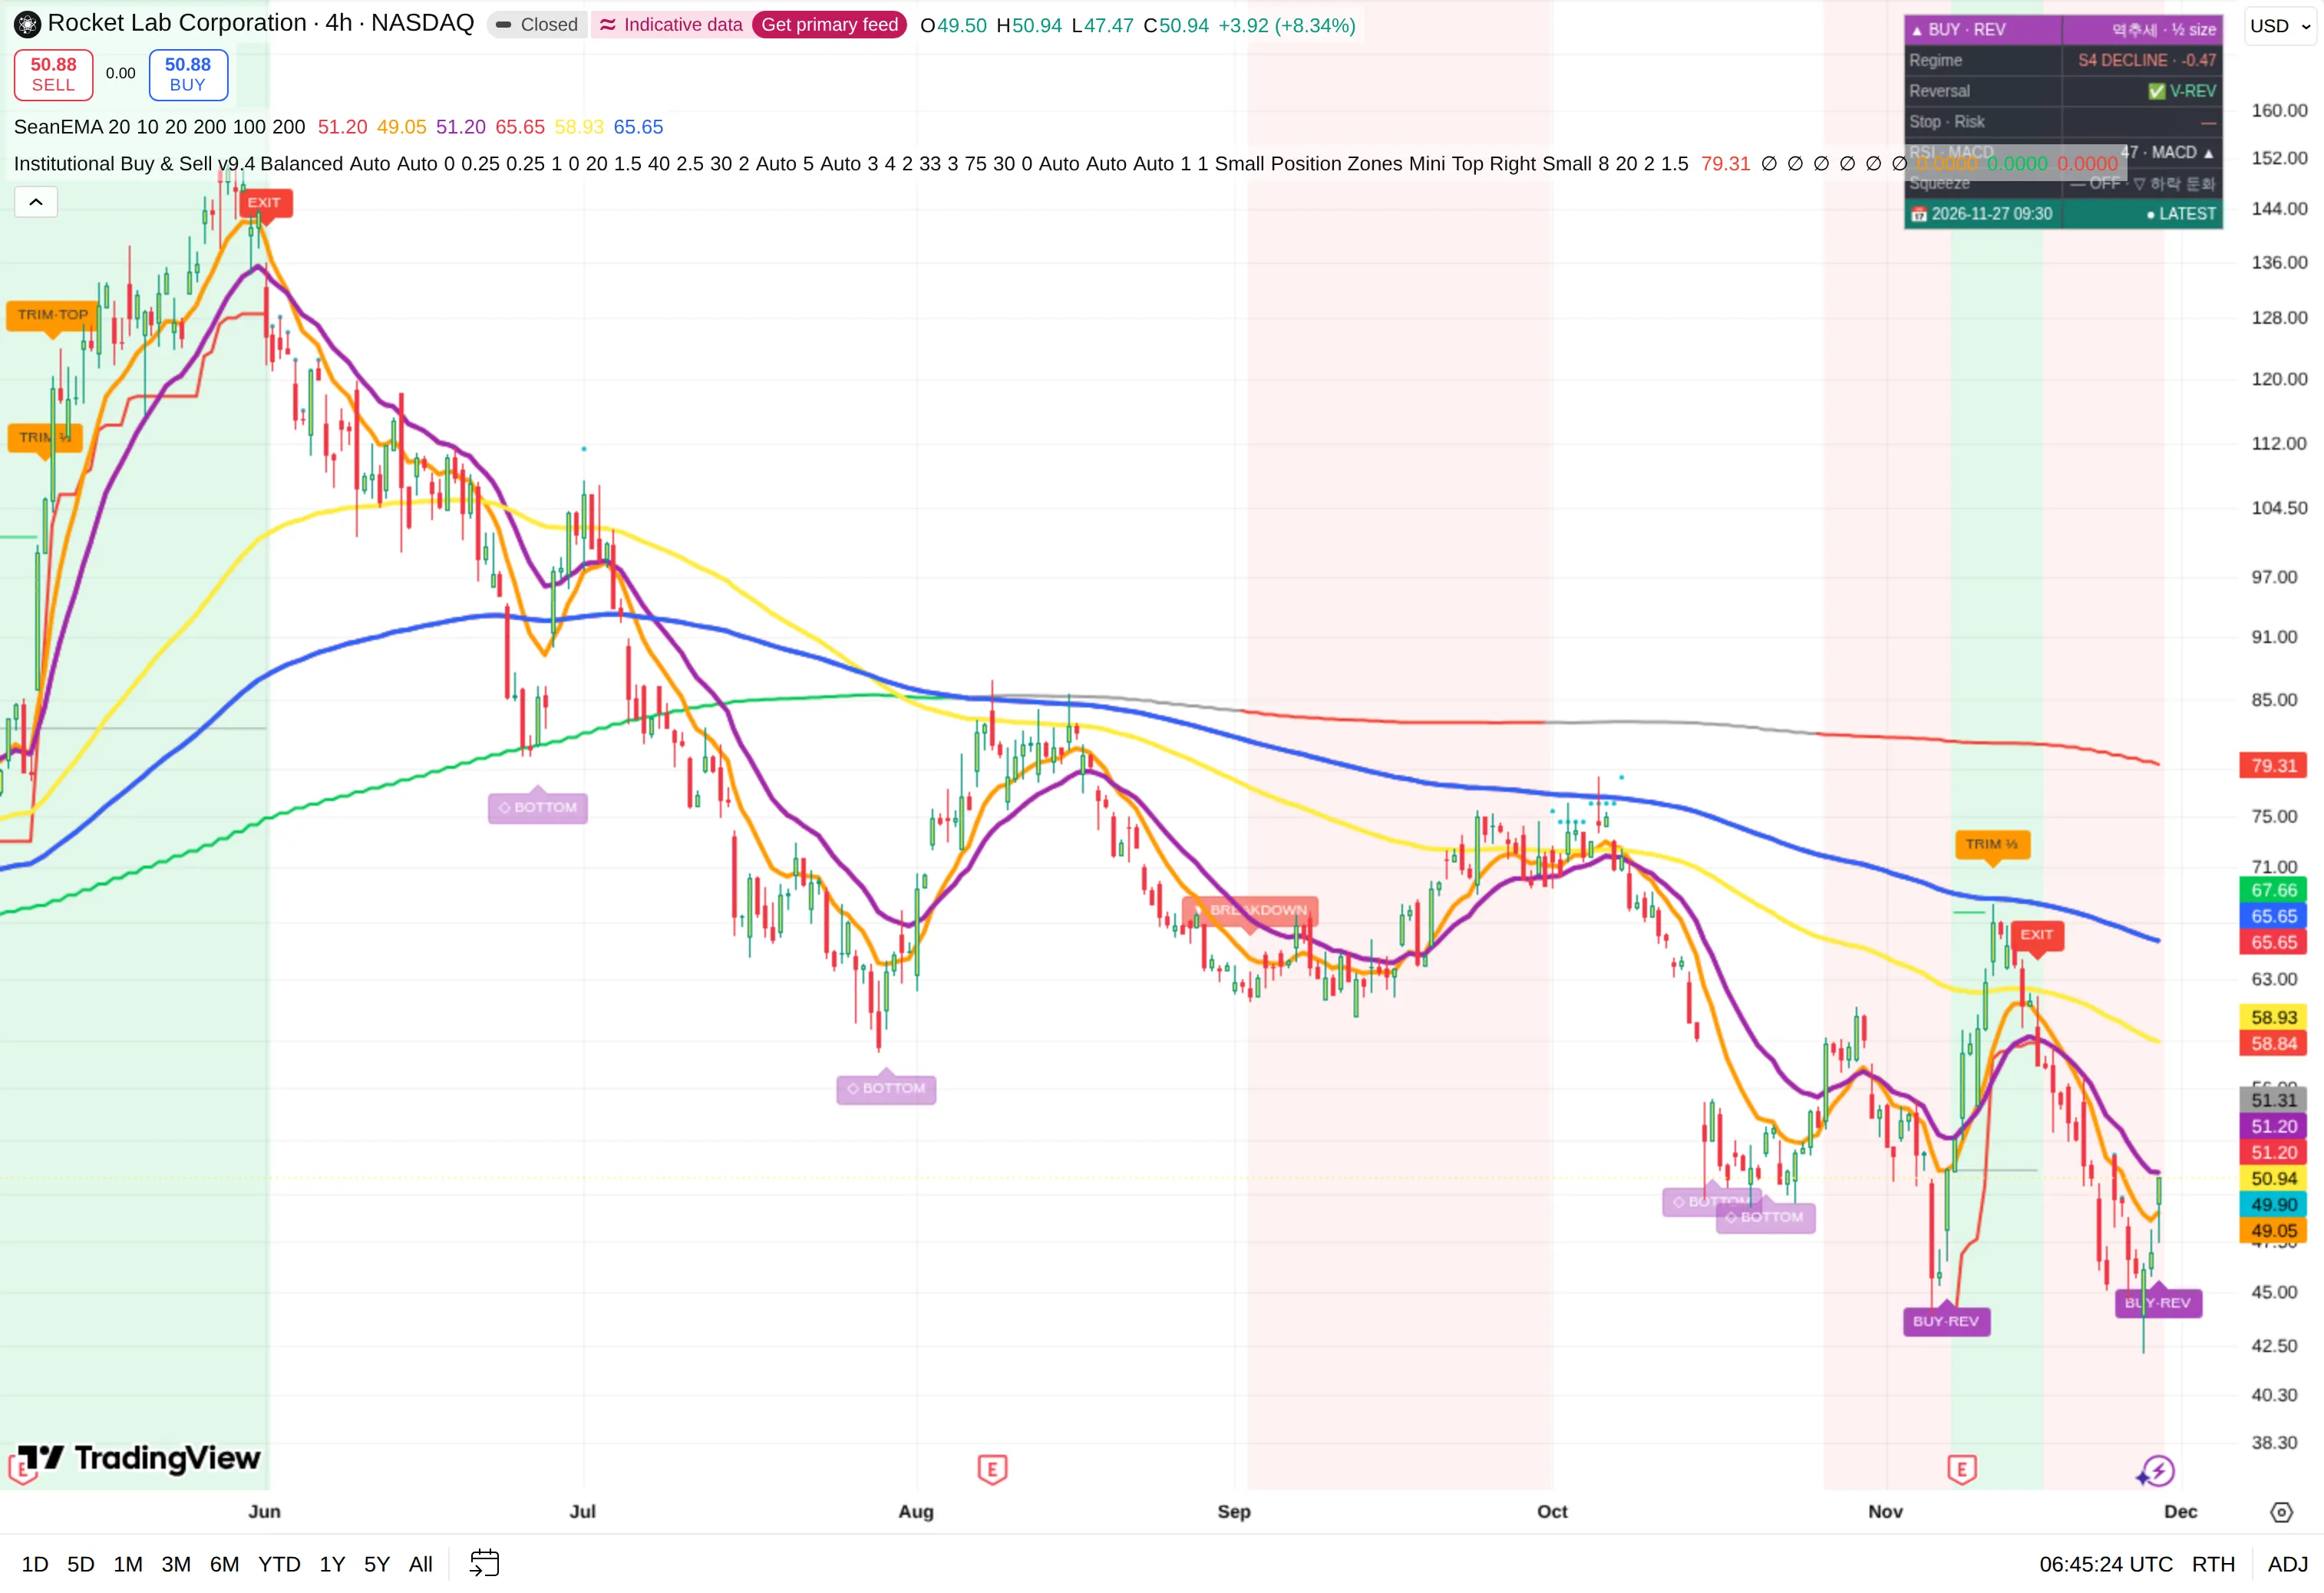 Rocket Lab Corporation · 4h · NASDAQ Closed Indicative data Get primary feed O49.50 H50.94 L47.47 C50.94 +3.92 (+8.34%)
50.88 SELL 0.00 50.88 BUY
SeanEMA 20 10 20 200 100 200 51.20 49.05 51.20 65.65 58.93 65.65
Institutional Buy & Sell v9.4 Balanced Auto Auto 0 0.25 0.25 1 0 20 1.5 40 2.5 30 2 Auto 5 Auto 3 4 2 33 3 75 30 0 Auto Auto Auto 1 1 Small Position Zones Mini Top Right Small 8 20 2 1.5 79.31 ∅ ∅ ∅ ∅ ∅ ∅ 0.0000 0.0000 0.0000
▲ BUY · REV 역추세 · ½ size
Regime S4 DECLINE · -0.47
Reversal ✅ V-REV
Stop · Risk —
RSI · MACD 47 · MACD ▲
Squeeze — OFF · ▽ 하락 둔화
2026-11-27 09:30 ● LATEST
USD
160.00
152.00
144.00
136.00
128.00
120.00
112.00
104.50
97.00
91.00
85.00
79.31
75.00
71.00
67.66
65.65
65.65
63.00
58.93
58.84
51.31
51.20
51.20
50.94
49.90
49.05
45.00
42.50
40.30
38.30
EXIT
TRIM·TOP
TRIM ⅓
◇ BOTTOM
◇ BOTTOM
BREAKDOWN
◇ BOTTOM
◇ BOTTOM
TRIM ⅓
EXIT
BUY·REV
BUY·REV
TradingView
E
E
E
Jun Jul Aug Sep Oct Nov Dec
1D 5D 1M 3M 6M YTD 1Y 5Y All 06:45:24 UTC RTH ADJ